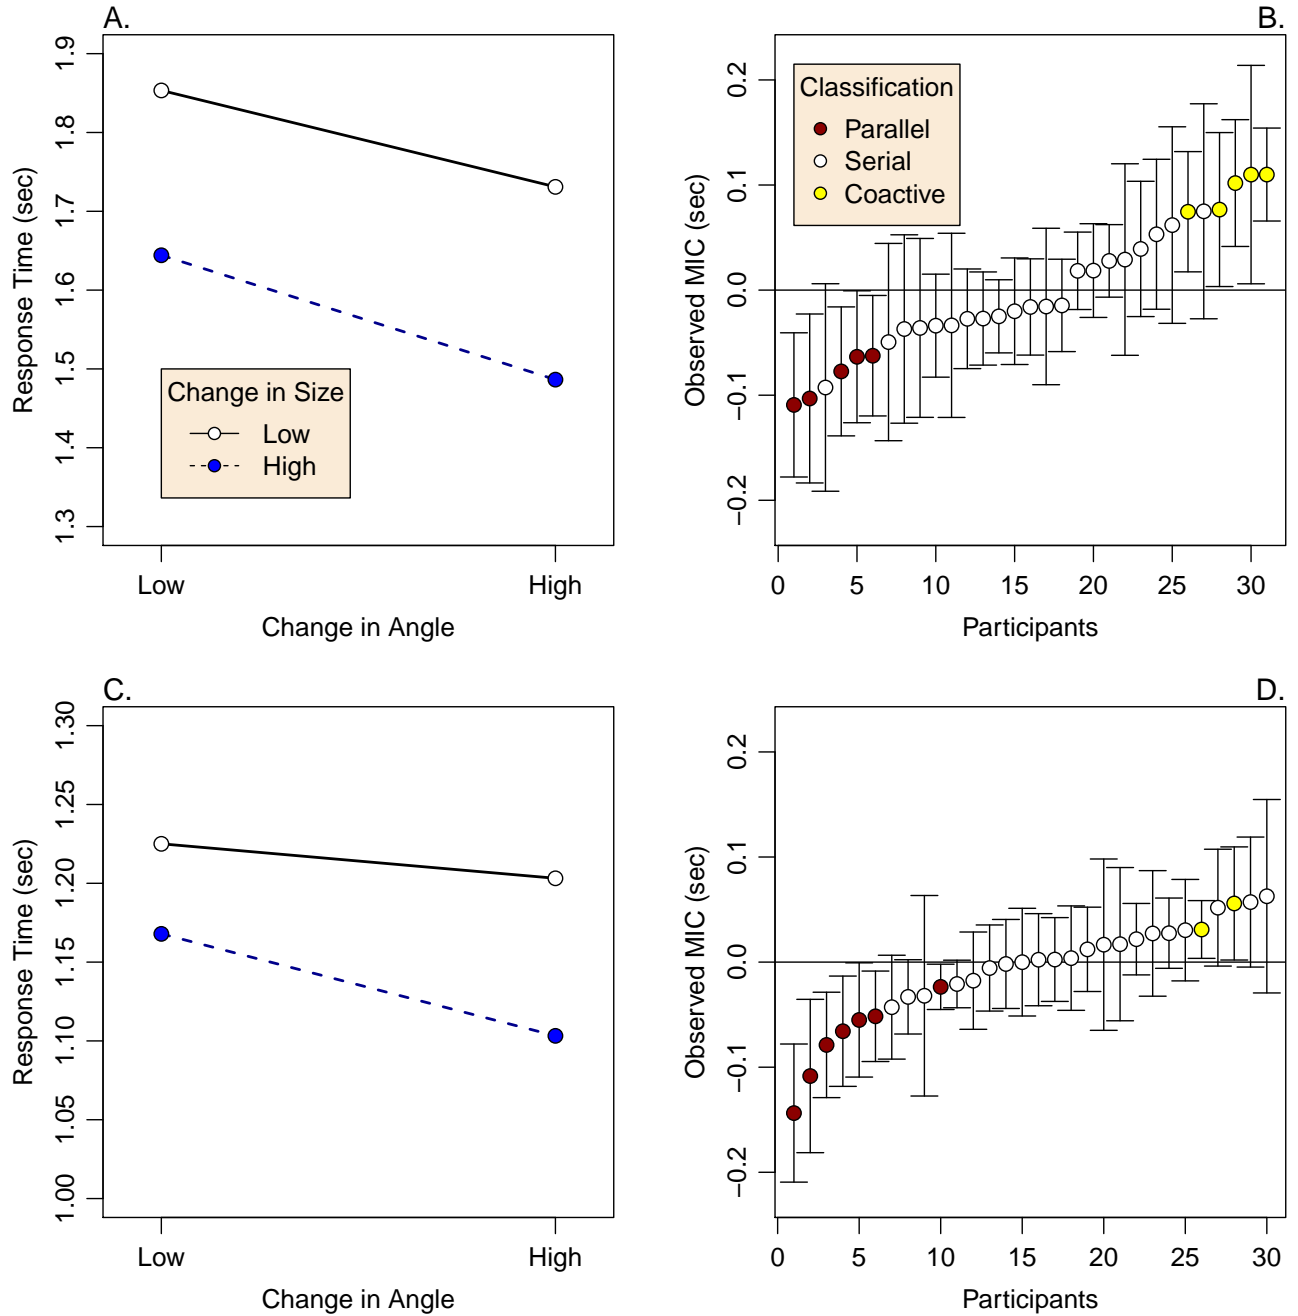 A.
1.9
1.8
1.7
1.6
1.5
1.4
1.3
Response Time (sec)
Change in Size
Low
High
Low High
Change in Angle
B.
0.2
0.1
0.0
−0.1
−0.2
Observed MIC (sec)
Classification
Parallel
Serial
Coactive
0 5 10 15 20 25 30
Participants
C.
1.30
1.25
1.20
1.15
1.10
1.05
1.00
Response Time (sec)
Low High
Change in Angle
D.
0.2
0.1
0.0
−0.1
−0.2
Observed MIC (sec)
0 5 10 15 20 25 30
Participants